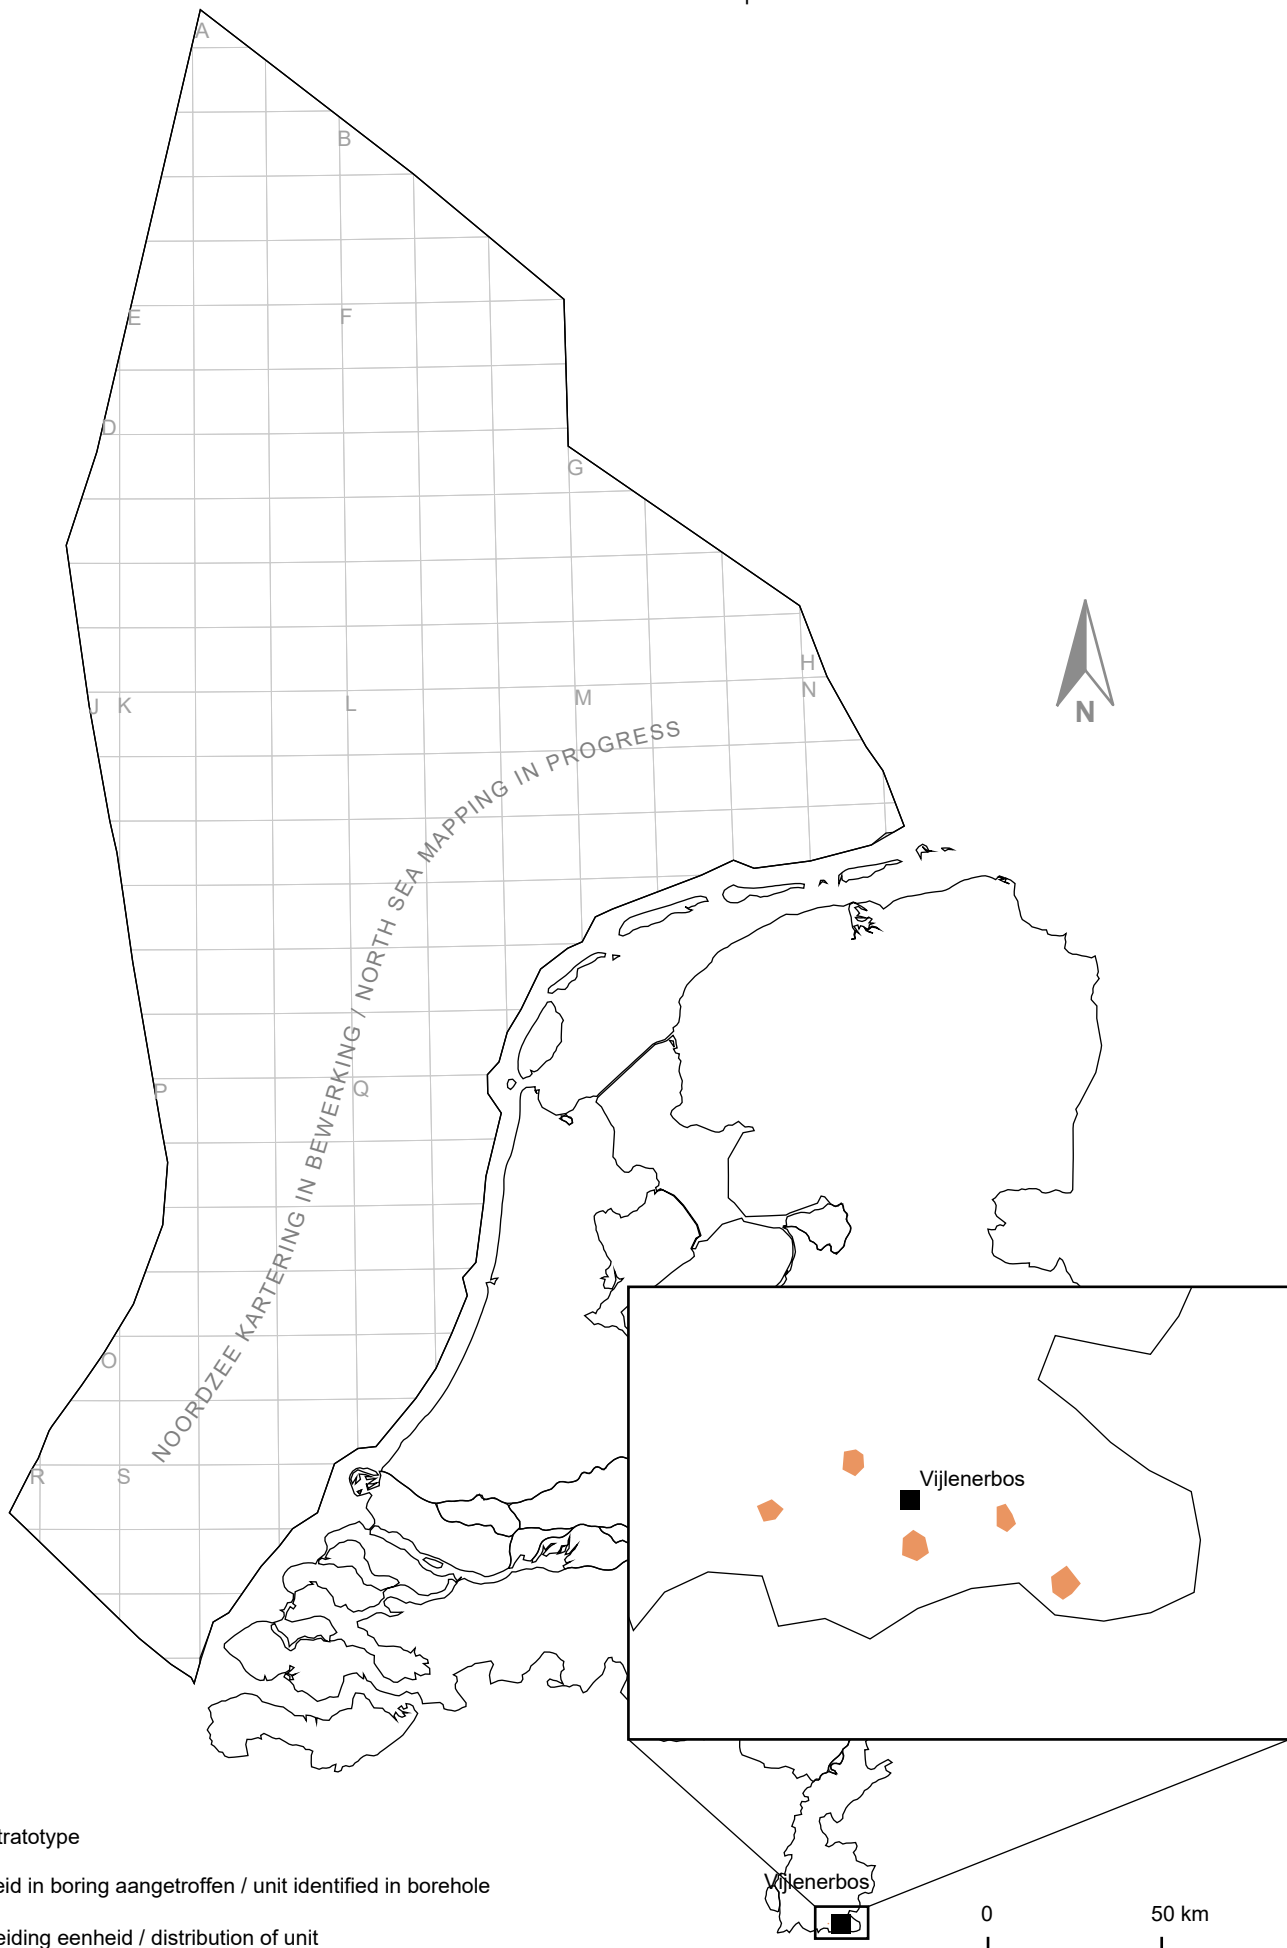 A
B
E
F
D
G
H
N
J K
L
M
N
NOORDZEE KARTERING IN BEWERKING / NORTH SEA MAPPING IN PROGRESS
P
Q
O
R
S
Vijlenerbos
tratotype
eid in boring aangetroffen / unit identified in borehole
eiding eenheid / distribution of unit
Vijlenerbos
0
50 km